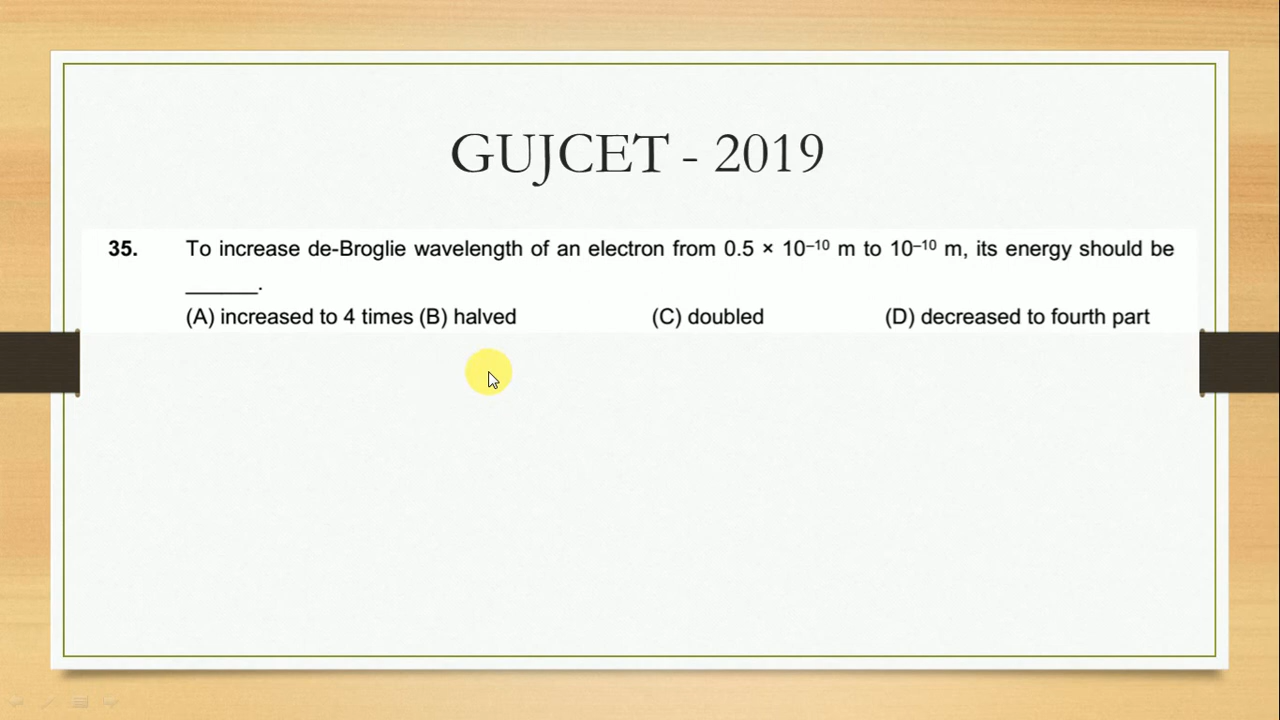 GUJCET - 2019
35. To increase de-Broglie wavelength of an electron from 0.5 × 10⁻¹⁰ m to 10⁻¹⁰ m, its energy should be
______.
(A) increased to 4 times (B) halved (C) doubled (D) decreased to fourth part